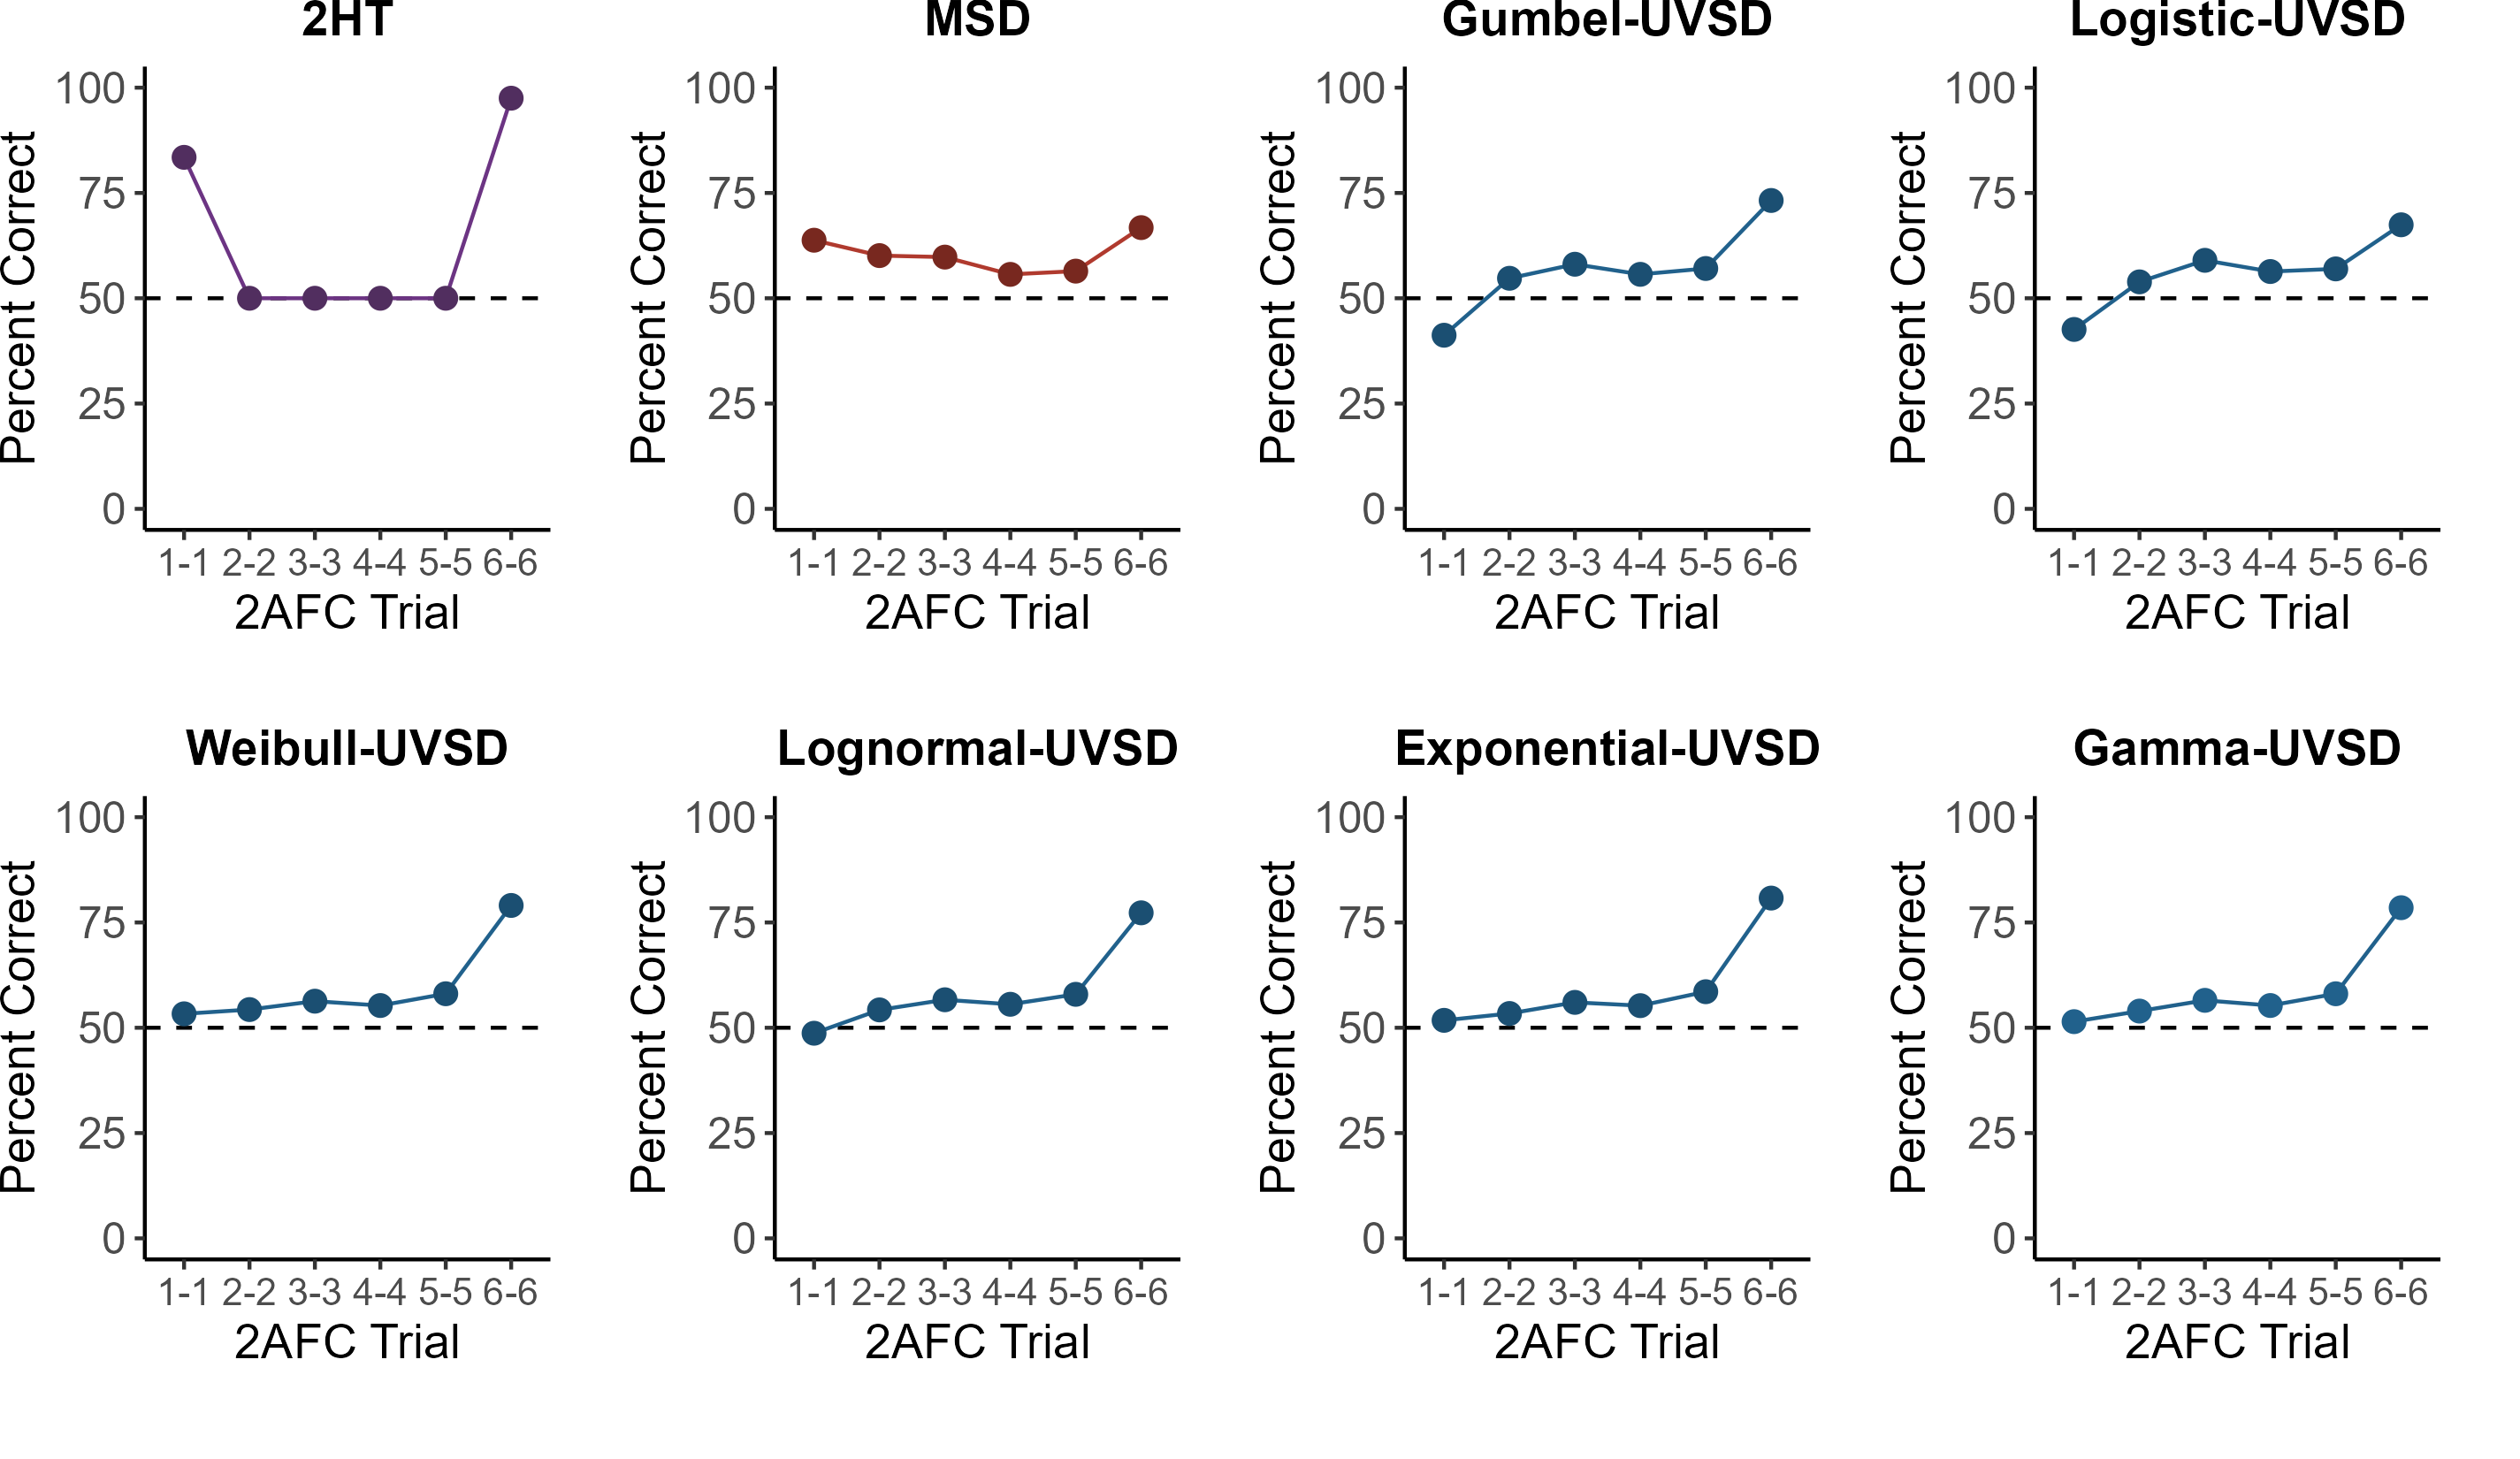 2HT
100
75
50
25
0
Percent Correct
1-1 2-2 3-3 4-4 5-5 6-6
2AFC Trial
MSD
100
75
50
25
0
Percent Correct
1-1 2-2 3-3 4-4 5-5 6-6
2AFC Trial
Gumbel-UVSD
100
75
50
25
0
Percent Correct
1-1 2-2 3-3 4-4 5-5 6-6
2AFC Trial
Logistic-UVSD
100
75
50
25
0
Percent Correct
1-1 2-2 3-3 4-4 5-5 6-6
2AFC Trial
Weibull-UVSD
100
75
50
25
0
Percent Correct
1-1 2-2 3-3 4-4 5-5 6-6
2AFC Trial
Lognormal-UVSD
100
75
50
25
0
Percent Correct
1-1 2-2 3-3 4-4 5-5 6-6
2AFC Trial
Exponential-UVSD
100
75
50
25
0
Percent Correct
1-1 2-2 3-3 4-4 5-5 6-6
2AFC Trial
Gamma-UVSD
100
75
50
25
0
Percent Correct
1-1 2-2 3-3 4-4 5-5 6-6
2AFC Trial